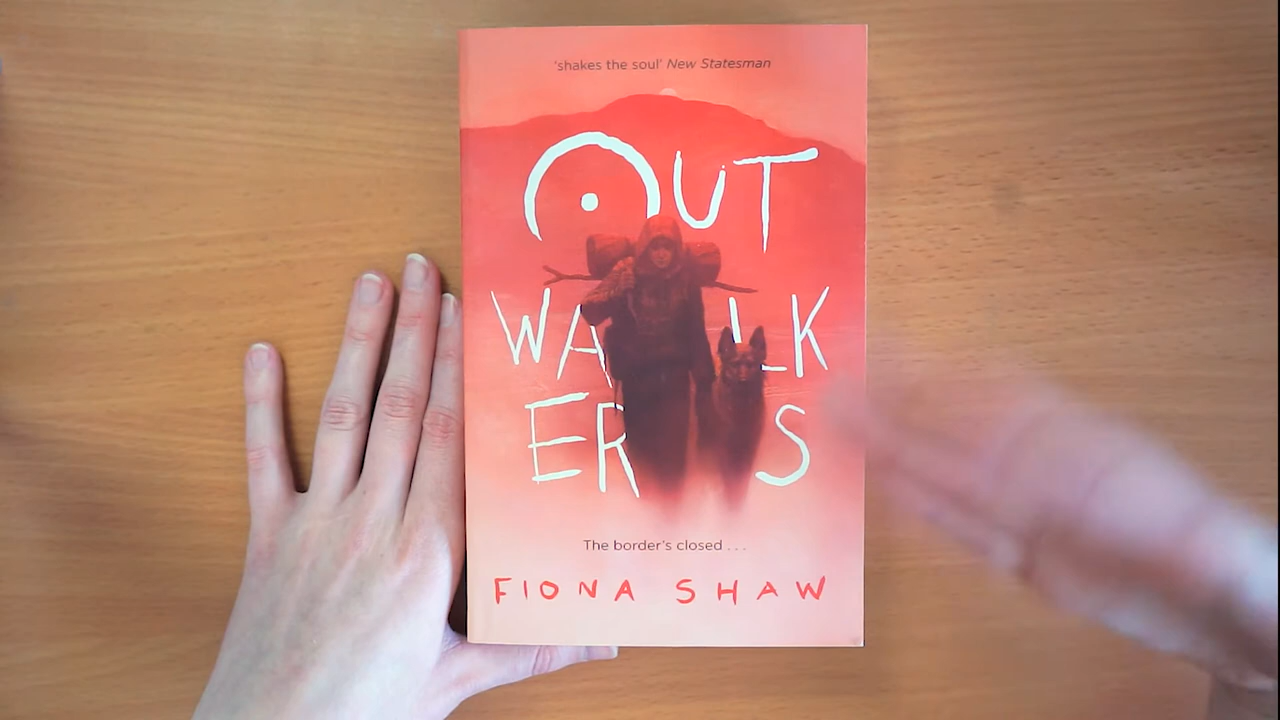 ‘shakes the soul’ New Statesman
OUT
WALK
ERS
The border’s closed . . .
FIONA SHAW